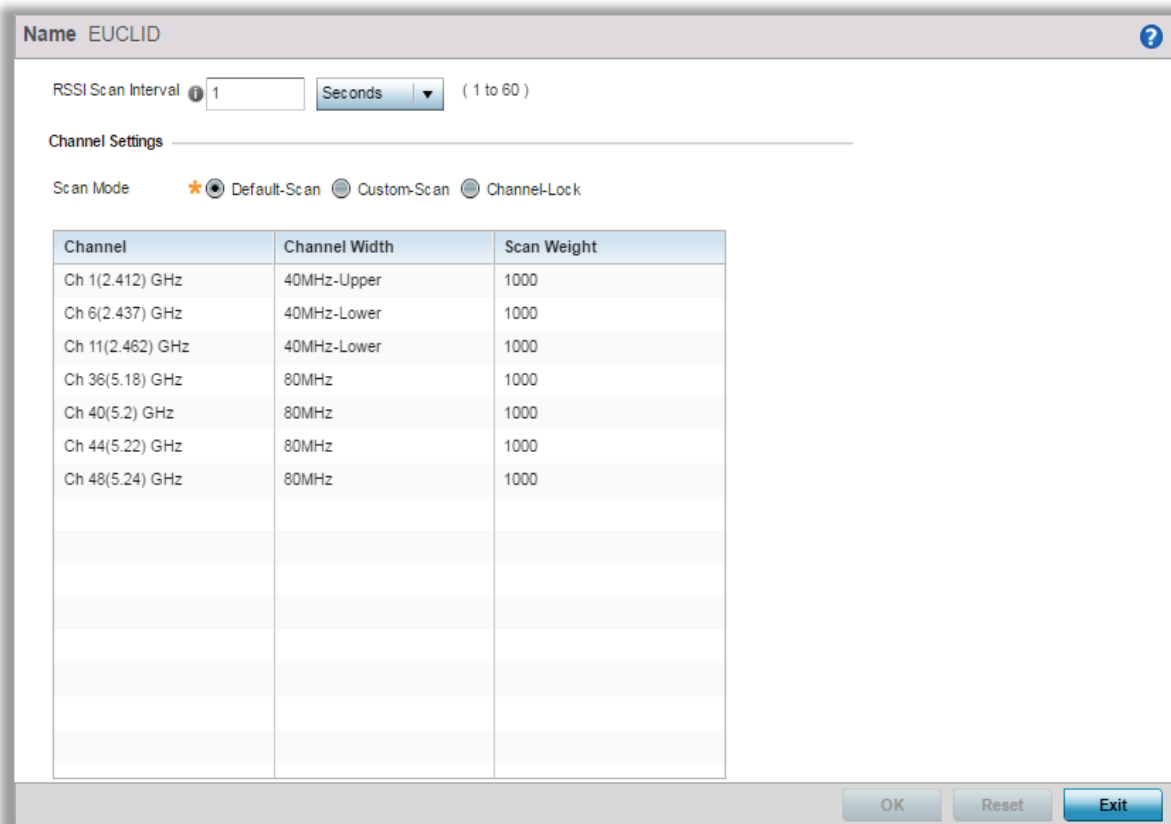 Name EUCLID
RSSI Scan Interval 1 Seconds ( 1 to 60 )
Channel Settings
Scan Mode * Default-Scan Custom-Scan Channel-Lock
Channel Channel Width Scan Weight
Ch 1(2.412) GHz 40MHz-Upper 1000
Ch 6(2.437) GHz 40MHz-Lower 1000
Ch 11(2.462) GHz 40MHz-Lower 1000
Ch 36(5.18) GHz 80MHz 1000
Ch 40(5.2) GHz 80MHz 1000
Ch 44(5.22) GHz 80MHz 1000
Ch 48(5.24) GHz 80MHz 1000
OK Reset Exit